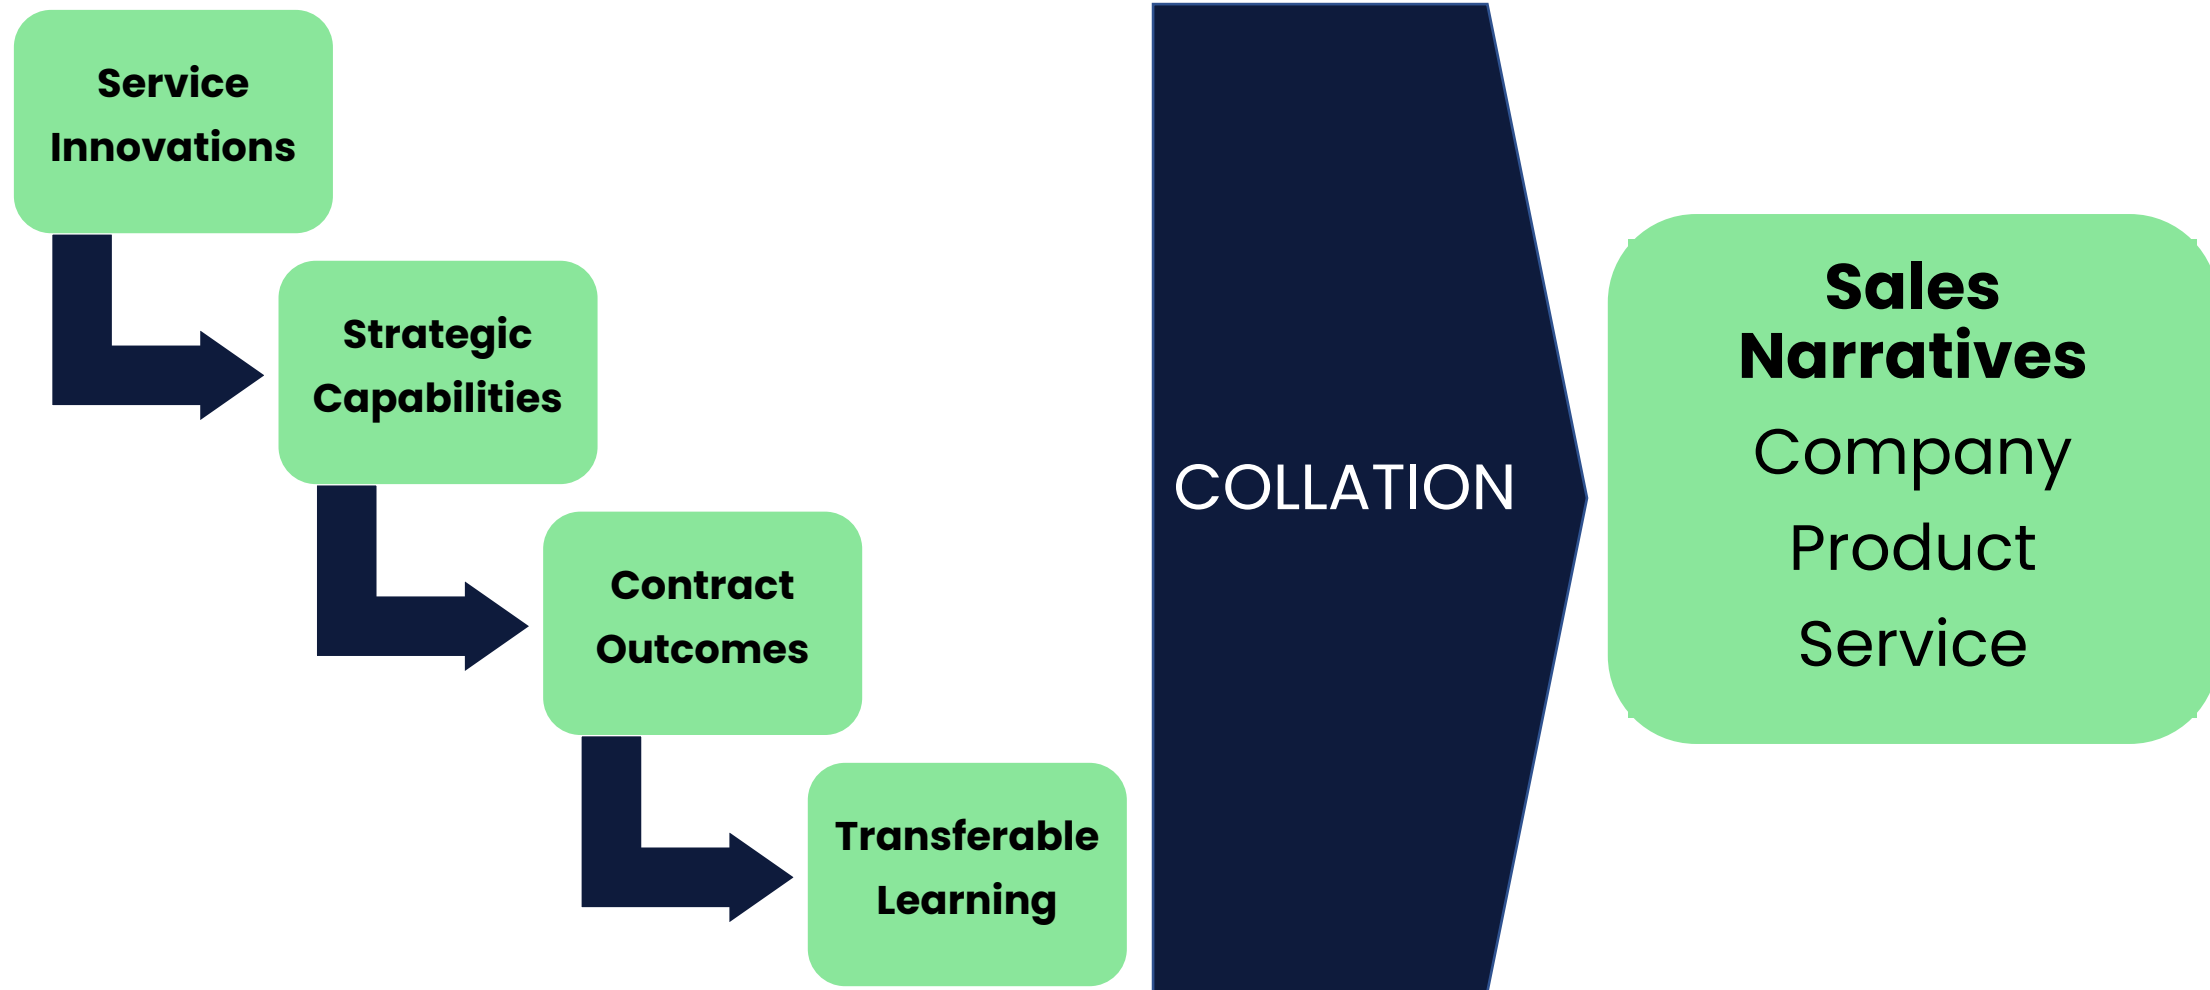 Service
Innovations
Strategic
Capabilities
Contract
Outcomes
Transferable
Learning
COLLATION
Sales
Narratives
Company
Product
Service